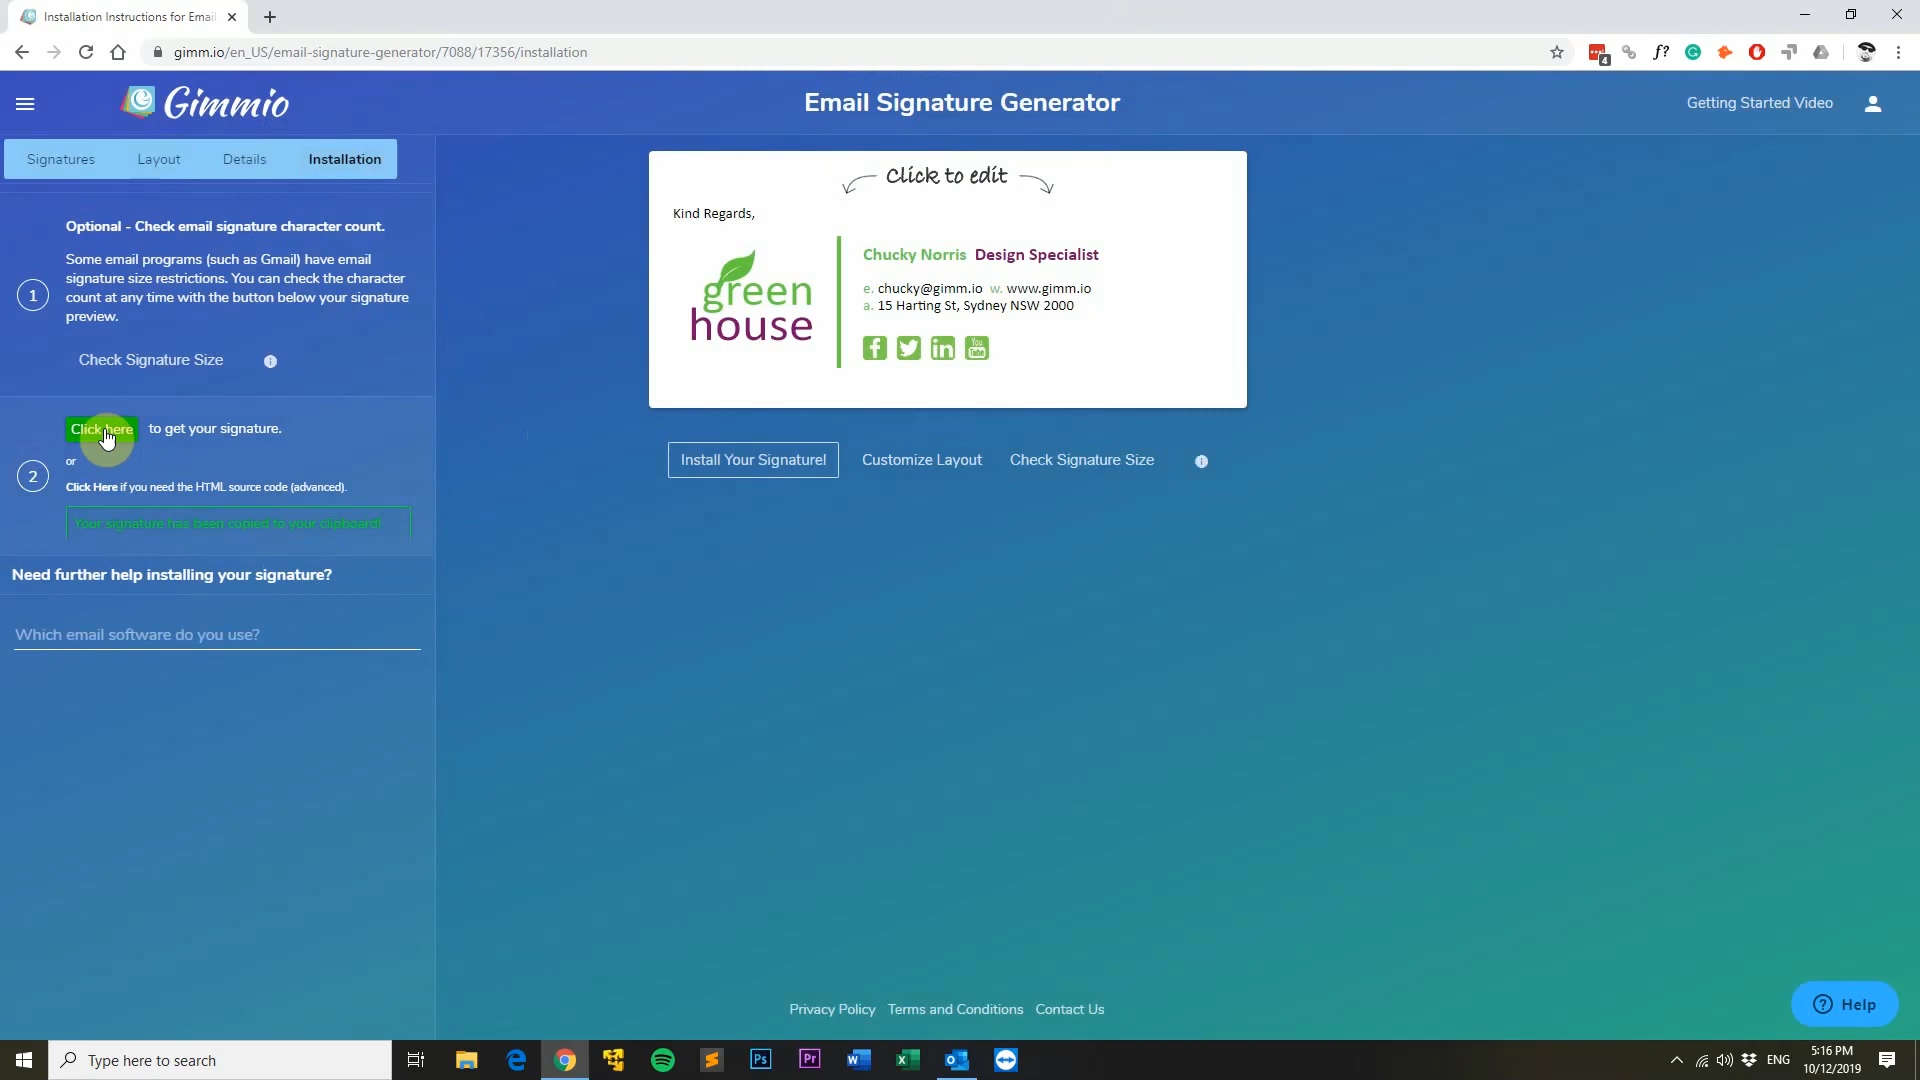 Installation Instructions for Emai
gimm.io/en_US/email-signature-generator/7088/17356/installation
4
f?
Gimmio
Email Signature Generator
Getting Started Video
Signatures
Layout
Details
Installation
1
Optional - Check email signature character count.
Some email programs (such as Gmail) have email
signature size restrictions. You can check the character
count at any time with the button below your signature
preview.
Check Signature Size
2
Click here to get your signature.
or
Click Here if you need the HTML source code (advanced).
Your signature has been copied to your clipboard!
Need further help installing your signature?
Which email software do you use?
Click to edit
Kind Regards,
green
house
Chucky Norris Design Specialist
e. chucky@gimm.io w. www.gimm.io
a. 15 Harting St, Sydney NSW 2000
You
Tube
Install Your Signature!
Customize Layout
Check Signature Size
Privacy Policy
Terms and Conditions
Contact Us
Help
Type here to search
Ps
Pr
ENG
5:16 PM
10/12/2019